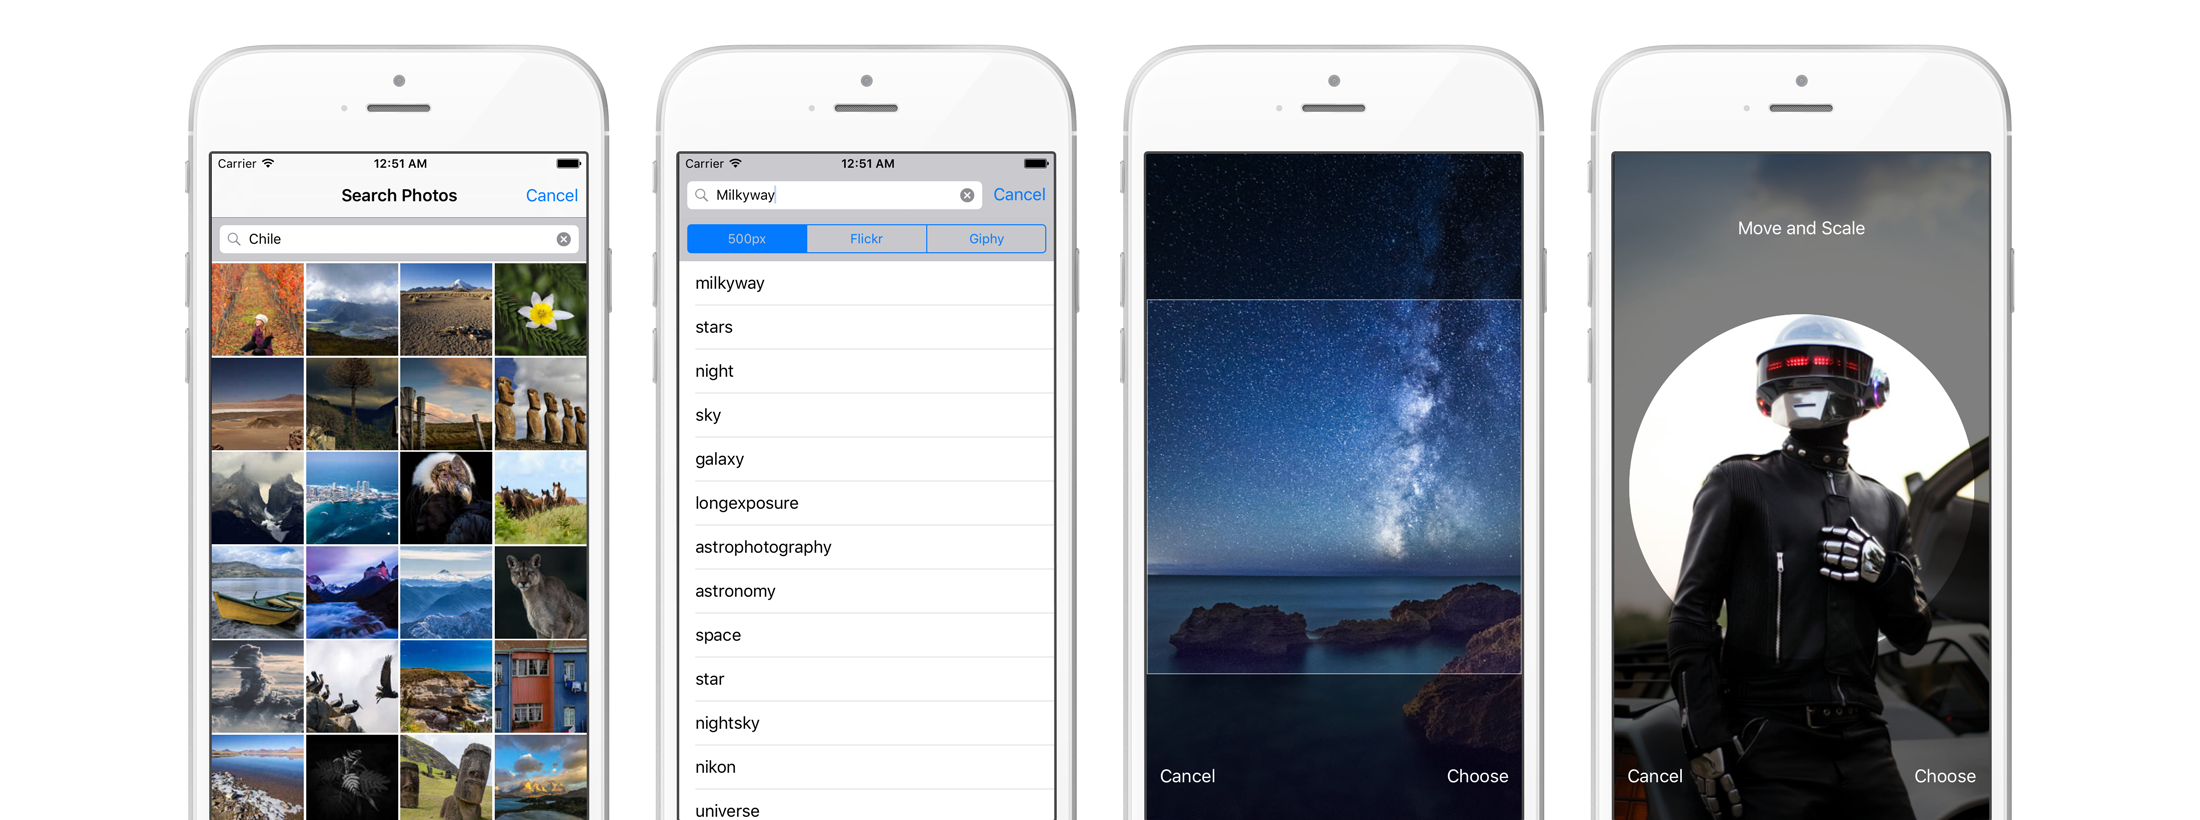 Carrier 12:51 AM
Search Photos Cancel
Chile
Carrier 12:51 AM
Milkyway Cancel
500px Flickr Giphy
milkyway
stars
night
sky
galaxy
longexposure
astrophotography
astronomy
space
star
nightsky
nikon
universe
Cancel Choose
Move and Scale
Cancel Choose